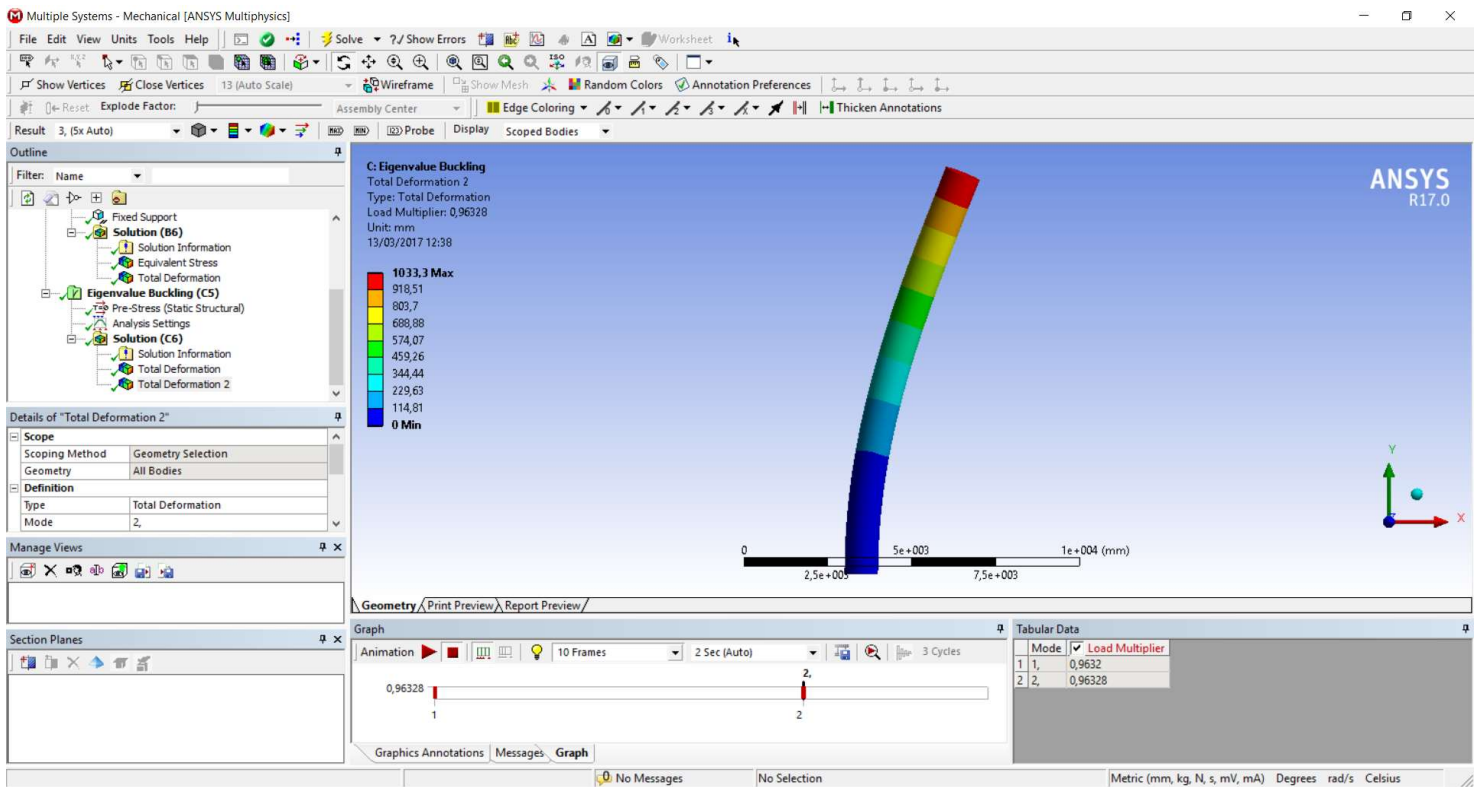 Multiple Systems - Mechanical [ANSYS Multiphysics]
File Edit View Units Tools Help Solve ?/ Show Errors Worksheet
Show Vertices Close Vertices 13 (Auto Scale) Wireframe Show Mesh Random Colors Annotation Preferences
Reset Explode Factor: Assembly Center Edge Coloring Thicken Annotations
Result 3, (5x Auto) MAX MIN Probe Display Scoped Bodies
Outline
Filter: Name
Fixed Support
Solution (B6)
Solution Information
Equivalent Stress
Total Deformation
Eigenvalue Buckling (C5)
Pre-Stress (Static Structural)
Analysis Settings
Solution (C6)
Solution Information
Total Deformation
Total Deformation 2
Details of "Total Deformation 2"
Scope
Scoping Method Geometry Selection
Geometry All Bodies
Definition
Type Total Deformation
Mode 2,
Manage Views
Section Planes
C: Eigenvalue Buckling
Total Deformation 2
Type: Total Deformation
Load Multiplier: 0,96328
Unit: mm
13/03/2017 12:38
1033,3 Max
918,51
803,7
688,88
574,07
459,26
344,44
229,63
114,81
0 Min
ANSYS
R17.0
Y
X
0 5e+003 1e+004 (mm)
2,5e+003 7,5e+003
Geometry Print Preview Report Preview
Graph
Animation 10 Frames 2 Sec (Auto) 3 Cycles
2,
0,96328
1 2
Graphics Annotations Messages Graph
Tabular Data
Mode Load Multiplier
1 1, 0,9632
2 2, 0,96328
0 No Messages No Selection Metric (mm, kg, N, s, mV, mA) Degrees rad/s Celsius